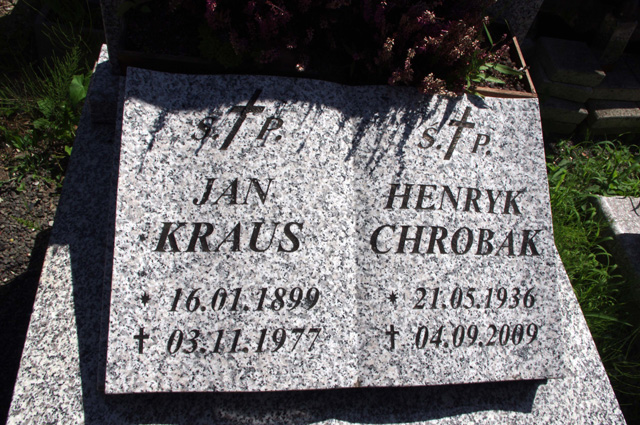 S. † P.
JAN
KRAUS
* 16.01.1899
† 03.11.1977
S. † P.
HENRYK
CHROBAK
* 21.05.1936
† 04.09.2009